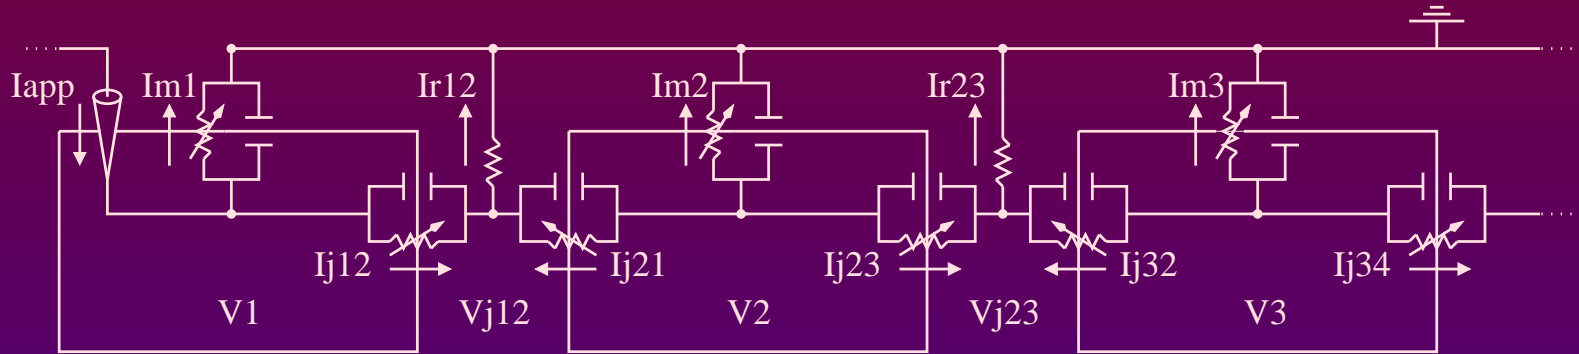 Iapp Im1 Ir12 Im2 Ir23 Im3
Ij12 Ij21 Ij23 Ij32 Ij34
V1 Vj12 V2 Vj23 V3